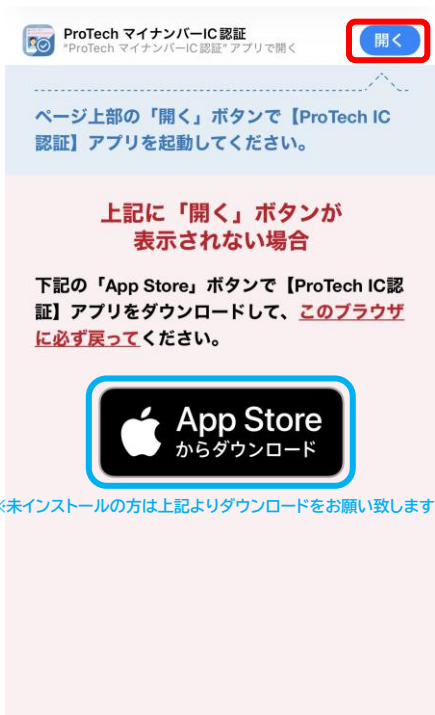 ProTech マイナンバーIC認証
"ProTech マイナンバーIC認証" アプリで開く
開く
ページ上部の「開く」ボタンで【ProTech IC
認証】アプリを起動してください。
上記に「開く」ボタンが
表示されない場合
下記の「App Store」ボタンで【ProTech IC認
証】アプリをダウンロードして、このブラウザ
に必ず戻ってください。
App Store
からダウンロード
※未インストールの方は上記よりダウンロードをお願い致します